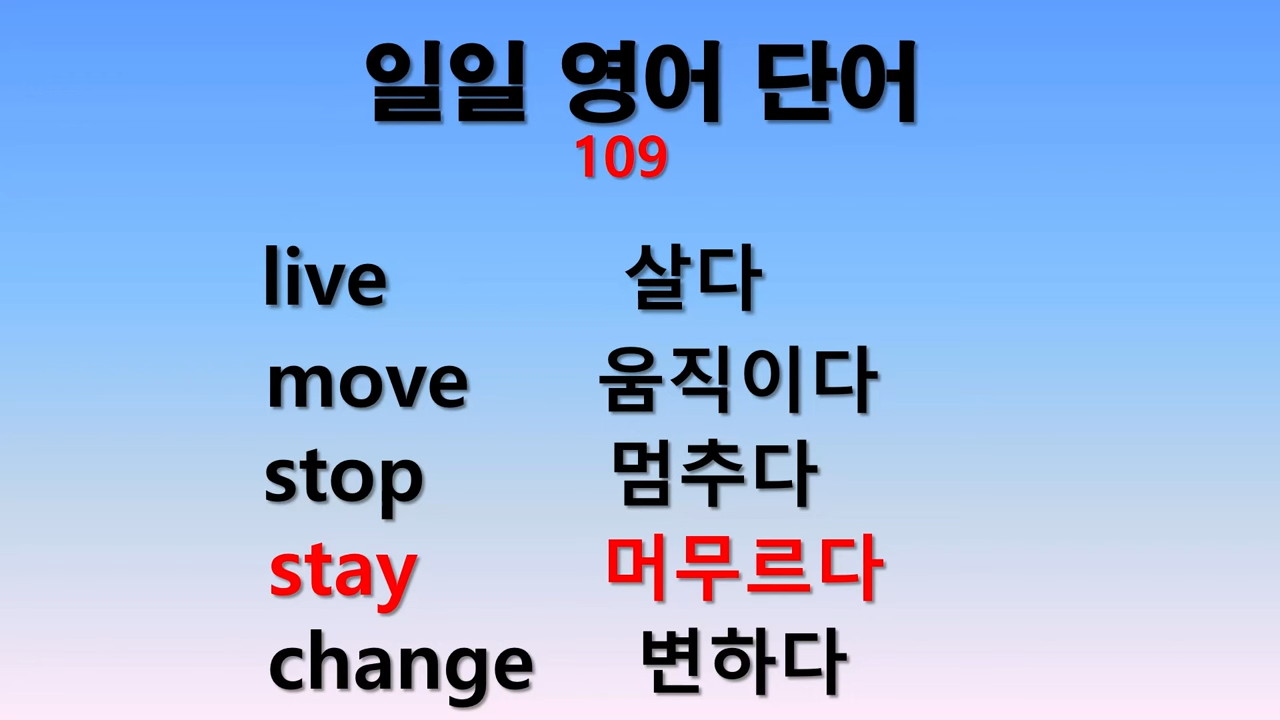 일일 영어 단어
109
live 살다
move 움직이다
stop 멈추다
stay 머무르다
change 변하다